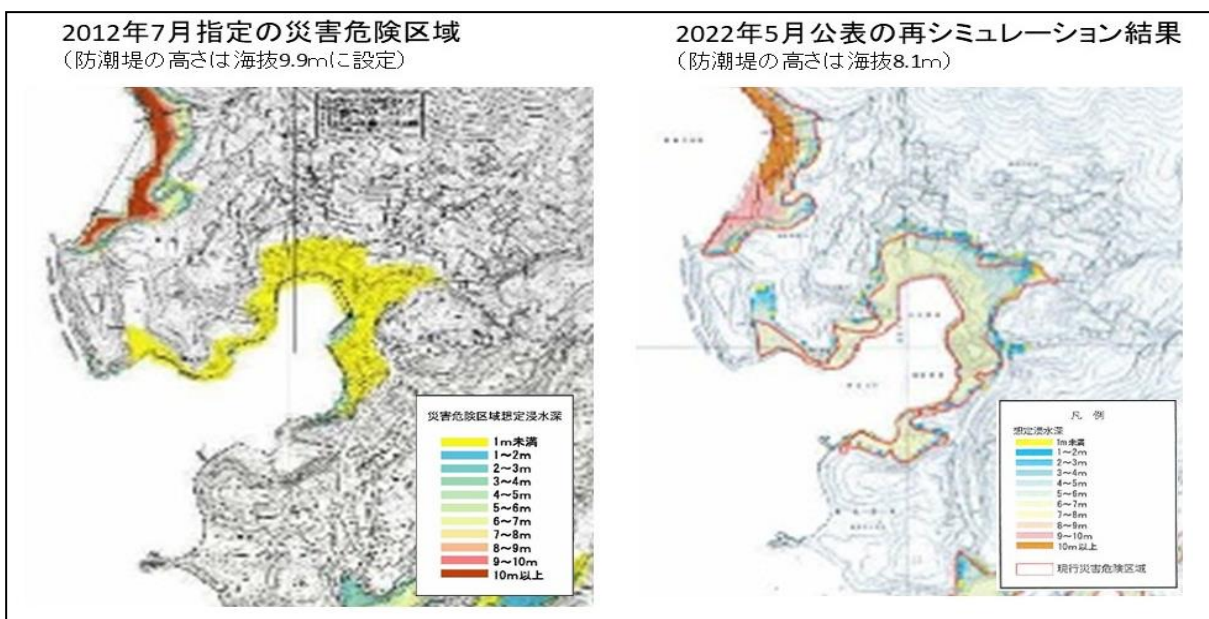 2012年7月指定の災害危険区域
（防潮堤の高さは海抜9.9mに設定）
災害危険区域想定浸水深
1m未満
1～2m
2～3m
3～4m
4～5m
5～6m
6～7m
7～8m
8～9m
9～10m
10m以上
2022年5月公表の再シミュレーション結果
（防潮堤の高さは海抜8.1m）
凡 例
想定浸水深
1m未満
1～2m
2～3m
3～4m
4～5m
5～6m
6～7m
7～8m
8～9m
9～10m
10m以上
現行災害危険区域